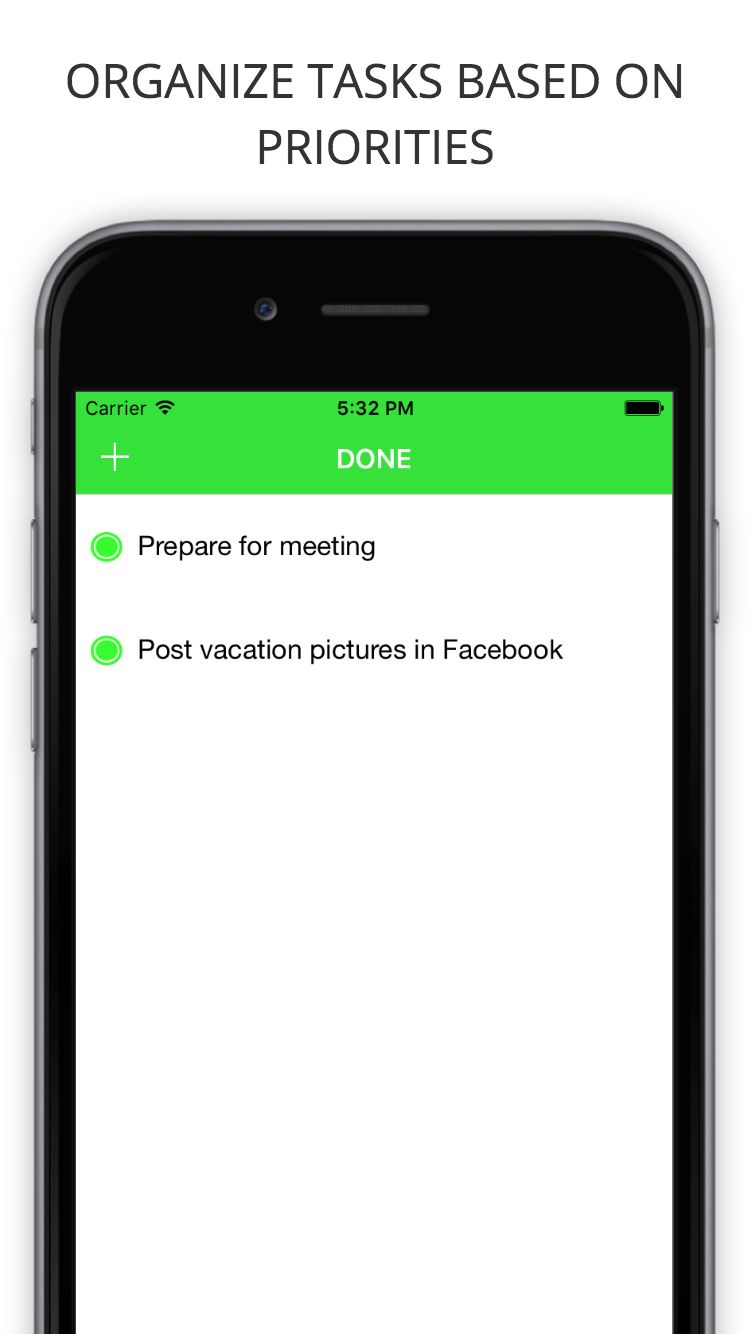 ORGANIZE TASKS BASED ON
PRIORITIES
Carrier 5:32 PM
+ DONE
Prepare for meeting
Post vacation pictures in Facebook